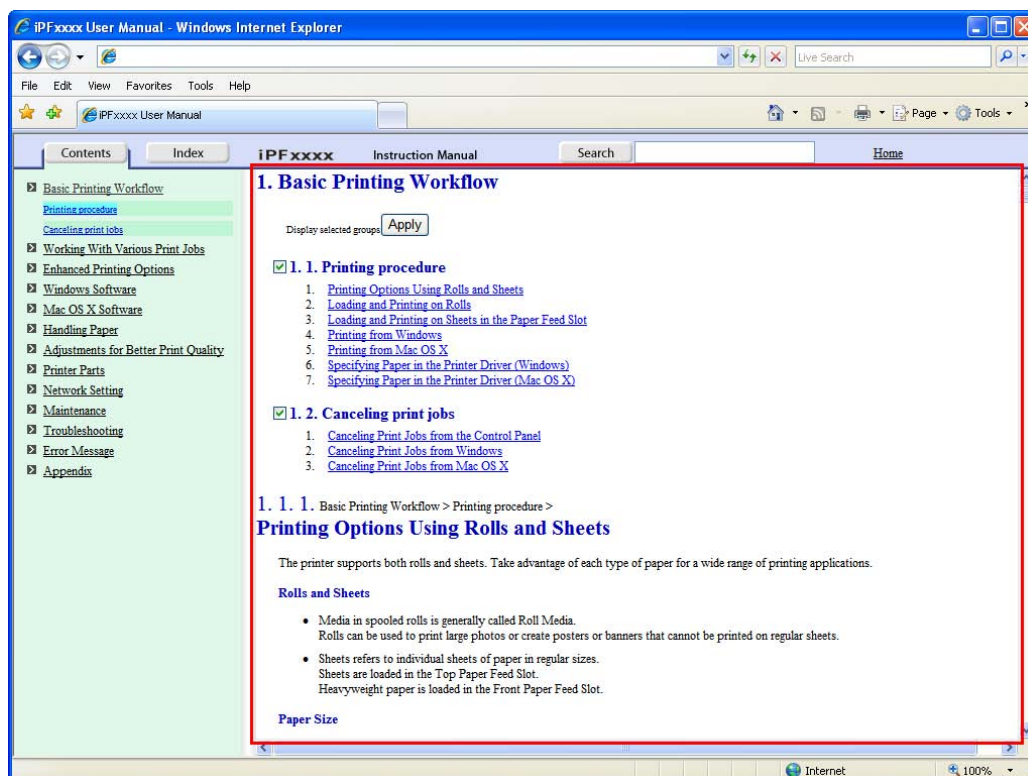 iPFxxxx User Manual - Windows Internet Explorer
Live Search
File Edit View Favorites Tools Help
iPFxxxx User Manual
Page Tools
Contents Index iPFxxxx Instruction Manual Search Home
Basic Printing Workflow
Printing procedure
Canceling print jobs
Working With Various Print Jobs
Enhanced Printing Options
Windows Software
Mac OS X Software
Handling Paper
Adjustments for Better Print Quality
Printer Parts
Network Setting
Maintenance
Troubleshooting
Error Message
Appendix
1. Basic Printing Workflow
Display selected groups Apply
1. 1. Printing procedure
1. Printing Options Using Rolls and Sheets
2. Loading and Printing on Rolls
3. Loading and Printing on Sheets in the Paper Feed Slot
4. Printing from Windows
5. Printing from Mac OS X
6. Specifying Paper in the Printer Driver (Windows)
7. Specifying Paper in the Printer Driver (Mac OS X)
1. 2. Canceling print jobs
1. Canceling Print Jobs from the Control Panel
2. Canceling Print Jobs from Windows
3. Canceling Print Jobs from Mac OS X
1. 1. 1. Basic Printing Workflow > Printing procedure >
Printing Options Using Rolls and Sheets
The printer supports both rolls and sheets. Take advantage of each type of paper for a wide range of printing applications.
Rolls and Sheets
• Media in spooled rolls is generally called Roll Media.
Rolls can be used to print large photos or create posters or banners that cannot be printed on regular sheets.
• Sheets refers to individual sheets of paper in regular sizes.
Sheets are loaded in the Top Paper Feed Slot.
Heavyweight paper is loaded in the Front Paper Feed Slot.
Paper Size
Internet 100%